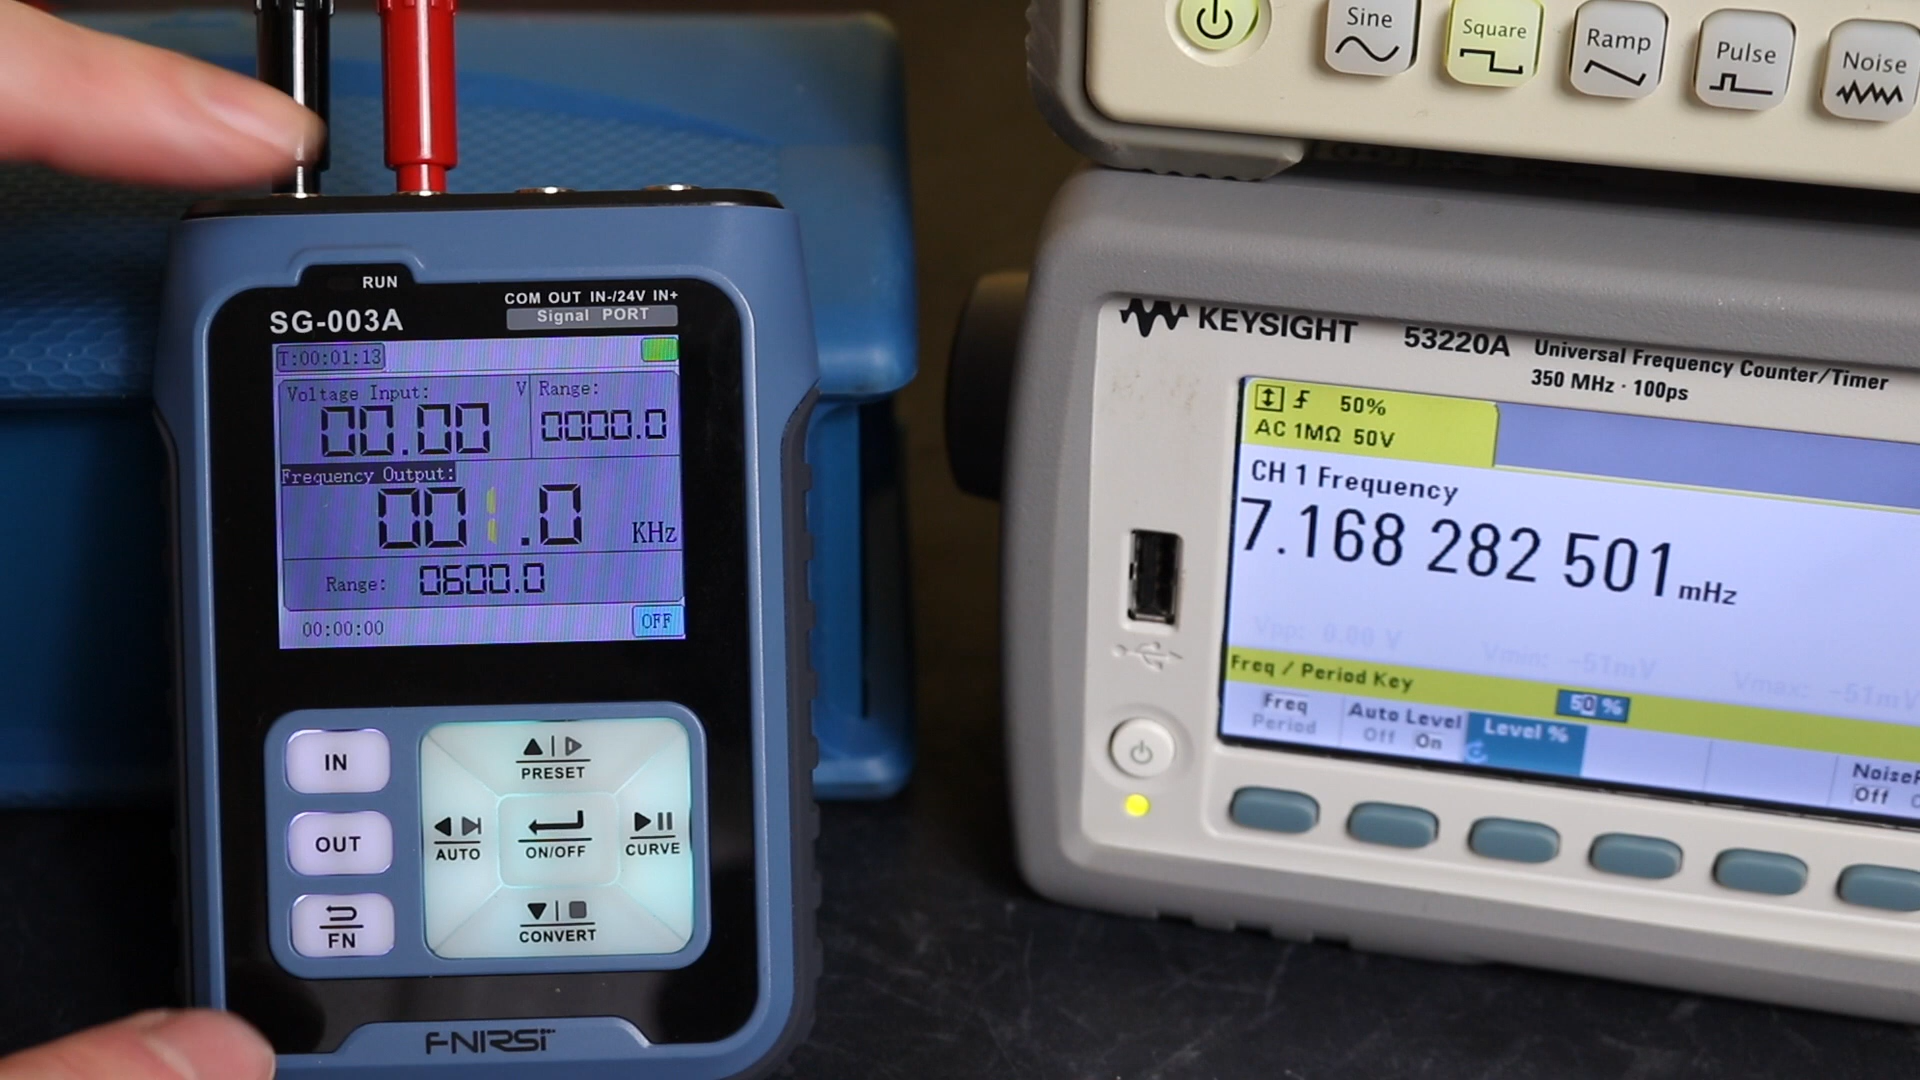 RUN
SG-003A
COM OUT IN-/24V IN+
Signal PORT
T:00:01:13
Voltage Input: V
00.00
Range:
0000.0
Frequency Output:
001.0 KHz
Range: 0600.0
00:00:00 OFF
IN
OUT
FN
PRESET
AUTO
ON/OFF
CURVE
CONVERT
FNIRSI
Sine
Square
Ramp
Pulse
Noise
KEYSIGHT 53220A Universal Frequency Counter/Timer
350 MHz · 100ps
50%
AC 1MΩ 50V
CH 1 Frequency
7.168 282 501 mHz
Vpp: 0.00 V Vmin: -51mV Vmax: -51mV
Freq / Period Key
50 %
Freq
Period
Auto Level
Off On
Level %
Off